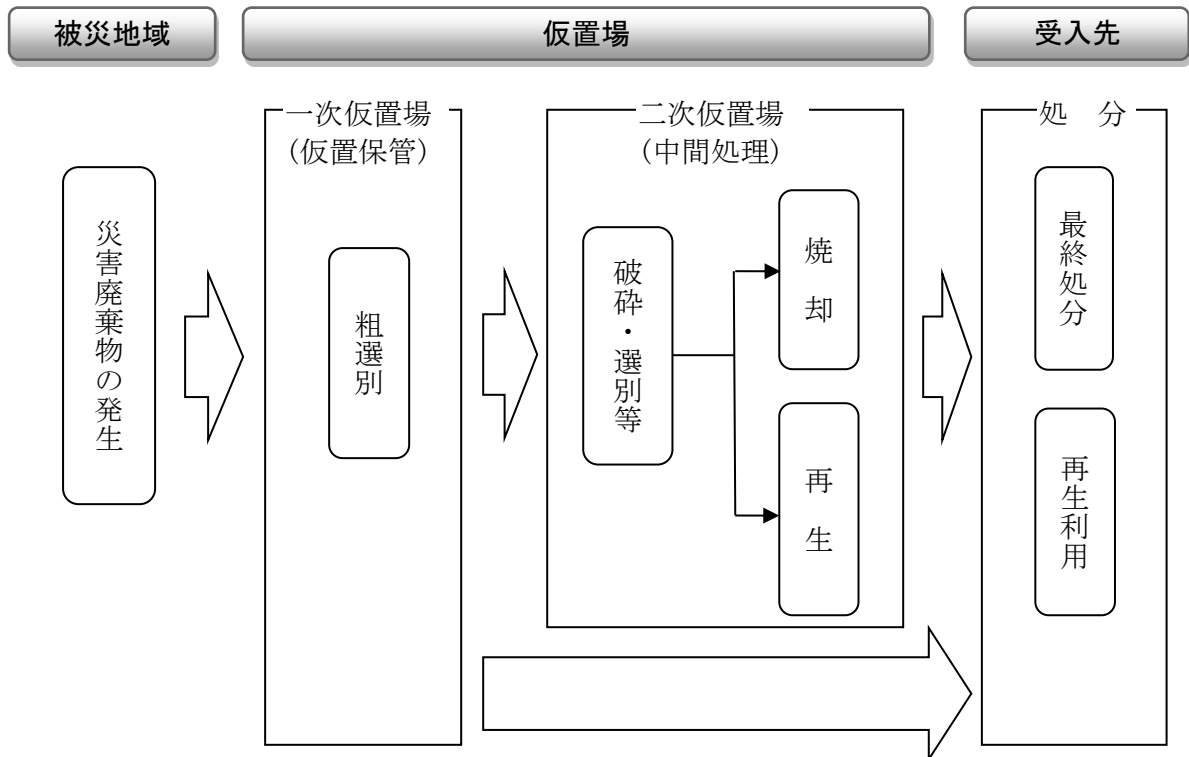 被災地域
仮置場
受入先
災害廃棄物の発生
一次仮置場
(仮置保管)
粗選別
二次仮置場
(中間処理)
破砕・選別等
焼却
再生
処 分
最終処分
再生利用